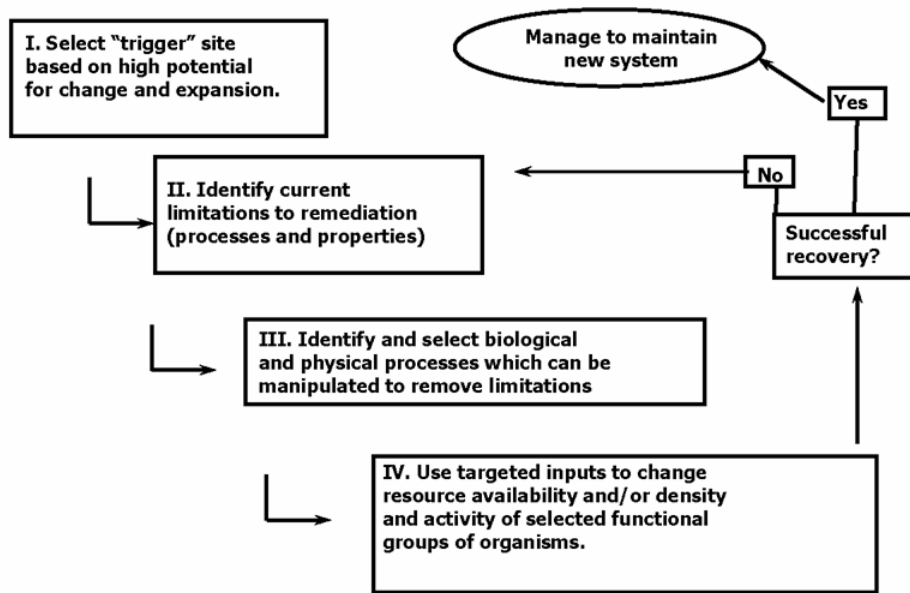 I. Select “trigger” site
based on high potential
for change and expansion.
Manage to maintain
new system
Yes
No
II. Identify current
limitations to remediation
(processes and properties)
Successful
recovery?
III. Identify and select biological
and physical processes which can be
manipulated to remove limitations
IV. Use targeted inputs to change
resource availability and/or density
and activity of selected functional
groups of organisms.